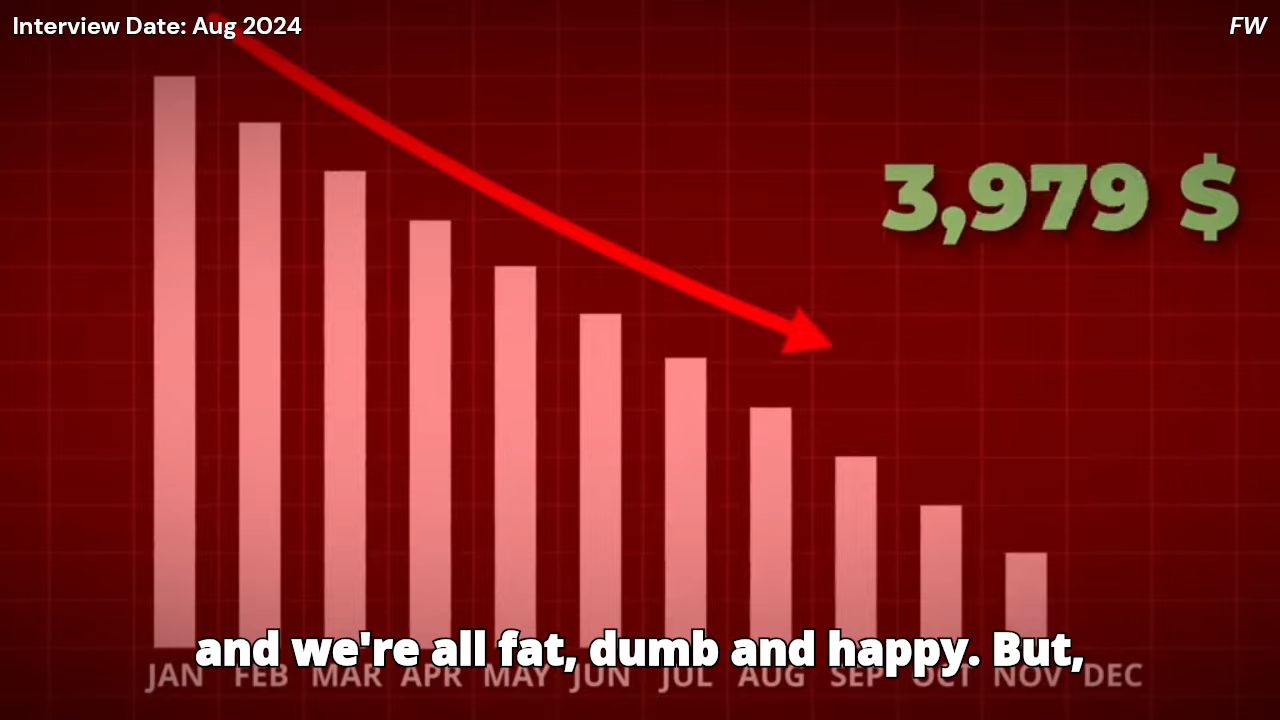 Interview Date: Aug 2024
FW
3,979 $
and we're all fat, dumb and happy. But,
JAN FEB MAR APR MAY JUN JUL AUG SEP OCT NOV DEC